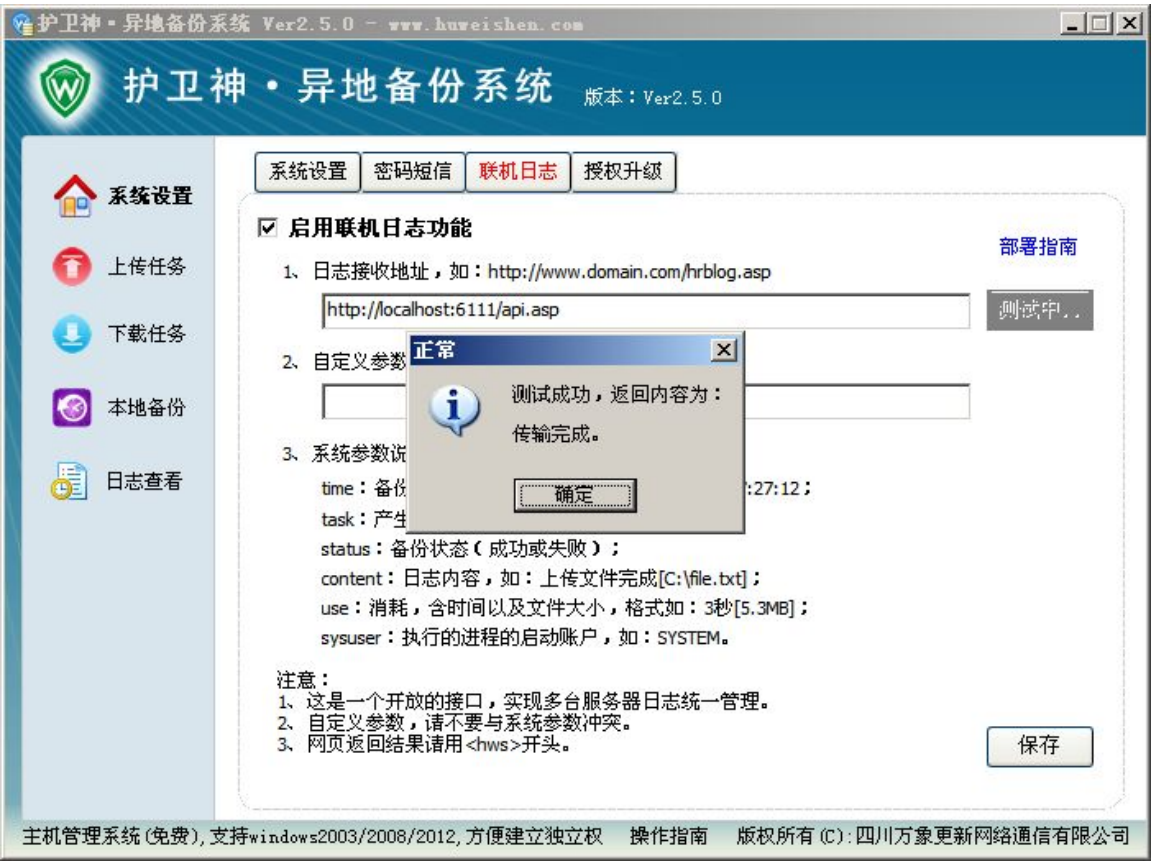 护卫神·异地备份系统 Ver2.5.0 - www.huweishen.com
护卫神·异地备份系统 版本：Ver2.5.0
系统设置 密码短信 联机日志 授权升级
系统设置
上传任务
下载任务
本地备份
日志查看
启用联机日志功能
部署指南
1、日志接收地址，如：http://www.domain.com/hrblog.asp
http://localhost:6111/api.asp
测试中..
2、自定义参数
正常
测试成功，返回内容为：
传输完成。
确定
3、系统参数说
time：备份 :27:12；
task：产生
status：备份状态（成功或失败）；
content：日志内容，如：上传文件完成[C:\file.txt]；
use：消耗，含时间以及文件大小，格式如：3秒[5.3MB]；
sysuser：执行的进程的启动账户，如：SYSTEM。
注意：
1、这是一个开放的接口，实现多台服务器日志统一管理。
2、自定义参数，请不要与系统参数冲突。
3、网页返回结果请用<hws>开头。
保存
主机管理系统(免费),支持windows2003/2008/2012,方便建立独立权 操作指南 版权所有(C):四川万象更新网络通信有限公司